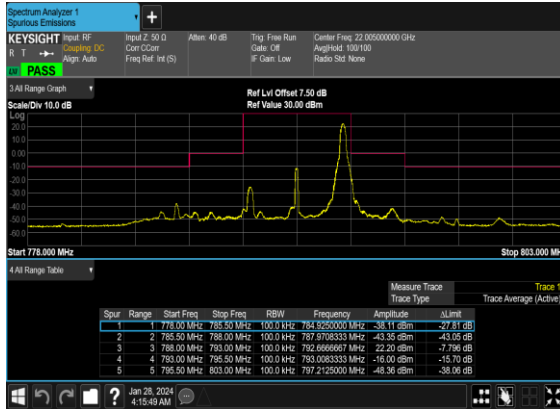 Spectrum Analyzer 1
Spurious Emissions
KEYSIGHT Input: RF Input Z: 50 Ω Atten: 40 dB Trig: Free Run Center Freq: 22.005000000 GHz
R T Coupling: DC Corr CCorr Gate: Off Avg|Hold: 100/100
Align: Auto Freq Ref: Int (S) IF Gain: Low Radio Std: None
PASS
3 All Range Graph
Ref Lvl Offset 7.50 dB
Scale/Div 10.0 dB Ref Value 30.00 dBm
Log
20.0
10.0
0.00
-10.0
-20.0
-30.0
-40.0
-50.0
-60.0
Start 778.000 MHz Stop 803.000 MH
4 All Range Table
Measure Trace Trace 1
Trace Type Trace Average (Active)
Spur Range Start Freq Stop Freq RBW Frequency Amplitude ΔLimit
1 1 778.00 MHz 785.50 MHz 100.0 kHz 784.9250000 MHz -38.11 dBm -27.81 dB
2 2 785.50 MHz 788.00 MHz 100.0 kHz 787.9708333 MHz -43.35 dBm -43.05 dB
3 3 788.00 MHz 793.00 MHz 100.0 kHz 792.6666667 MHz 22.20 dBm -7.796 dB
4 4 793.00 MHz 795.50 MHz 100.0 kHz 793.0083333 MHz -16.00 dBm -15.70 dB
5 5 795.50 MHz 803.00 MHz 100.0 kHz 797.2125000 MHz -48.36 dBm -38.06 dB
Jan 28, 2024
4:15:49 AM